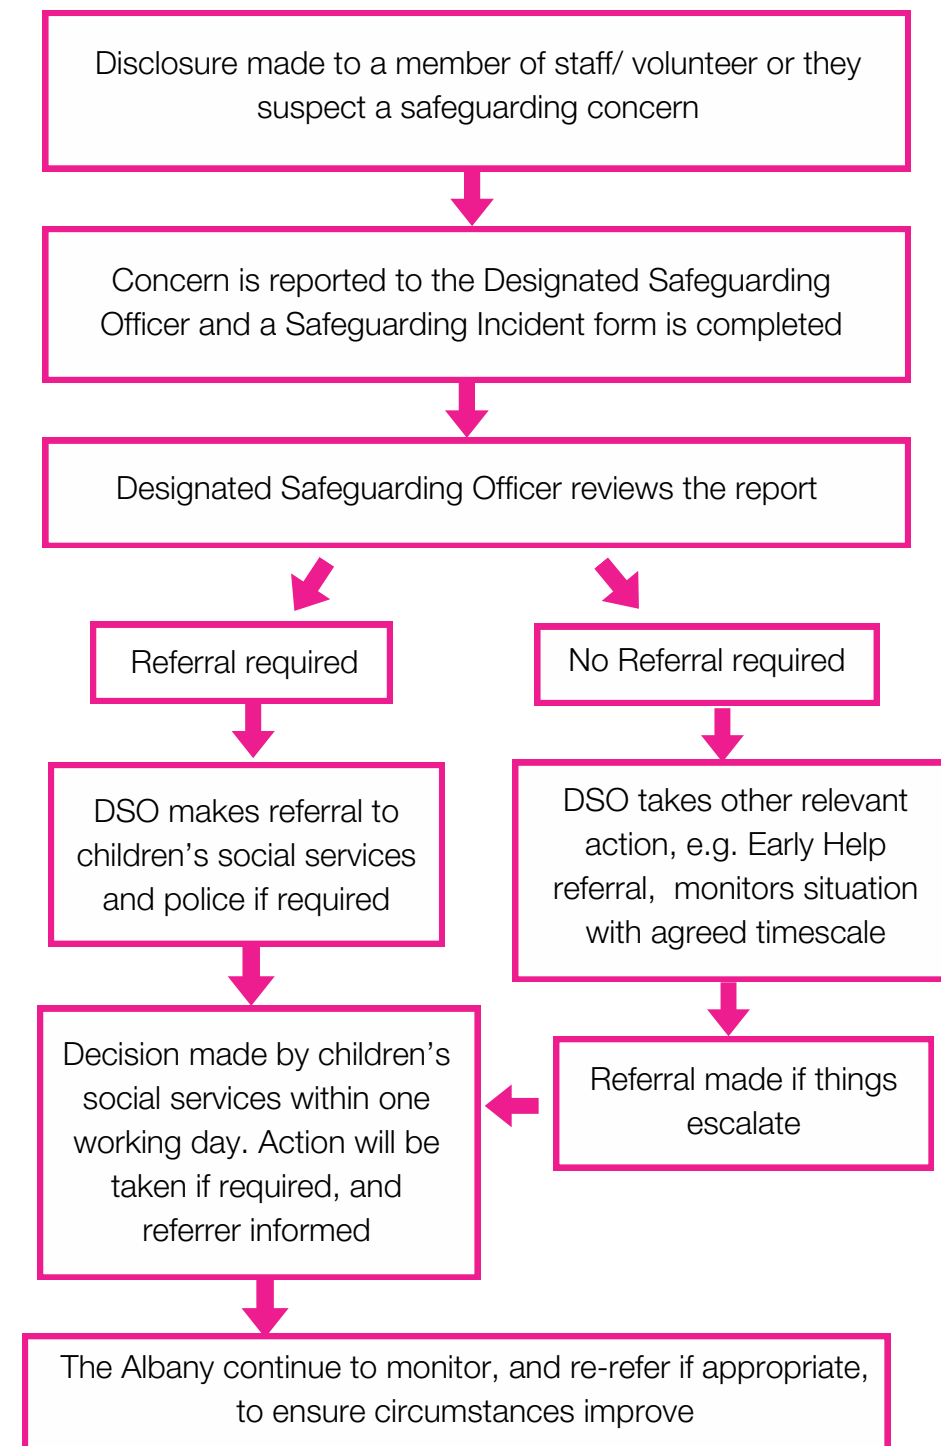 Disclosure made to a member of staff/ volunteer or they
suspect a safeguarding concern
Concern is reported to the Designated Safeguarding
Officer and a Safeguarding Incident form is completed
Designated Safeguarding Officer reviews the report
Referral required
No Referral required
DSO makes referral to
children's social services
and police if required
DSO takes other relevant
action, e.g. Early Help
referral,  monitors situation
with agreed timescale
Decision made by children's
social services within one
working day. Action will be
taken if required, and
referrer informed
Referral made if things
escalate
The Albany continue to monitor, and re-refer if appropriate,
to ensure circumstances improve